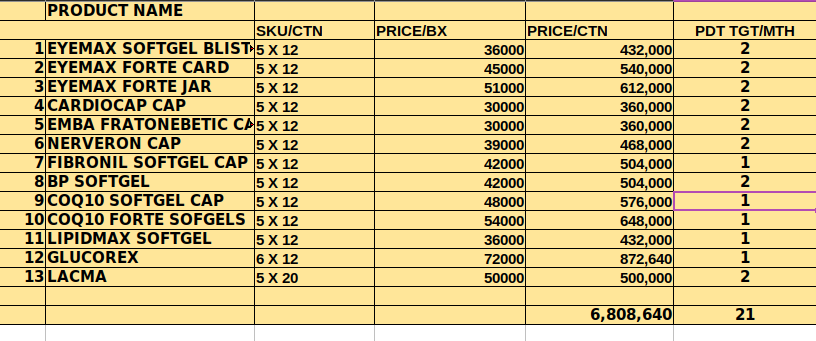 PRODUCT NAME
SKU/CTN PRICE/BX PRICE/CTN PDT TGT/MTH
1 EYEMAX SOFTGEL BLIST 5 X 12 36000 432,000 2
2 EYEMAX FORTE CARD 5 X 12 45000 540,000 2
3 EYEMAX FORTE JAR 5 X 12 51000 612,000 2
4 CARDIOCAP CAP 5 X 12 30000 360,000 2
5 EMBA FRATONEBETIC CA 5 X 12 30000 360,000 2
6 NERVERON CAP 5 X 12 39000 468,000 2
7 FIBRONIL SOFTGEL CAP 5 X 12 42000 504,000 1
8 BP SOFTGEL 5 X 12 42000 504,000 2
9 COQ10 SOFTGEL CAP 5 X 12 48000 576,000 1
10 COQ10 FORTE SOFGELS 5 X 12 54000 648,000 1
11 LIPIDMAX SOFTGEL 5 X 12 36000 432,000 1
12 GLUCOREX 6 X 12 72000 872,640 1
13 LACMA 5 X 20 50000 500,000 2
6,808,640 21